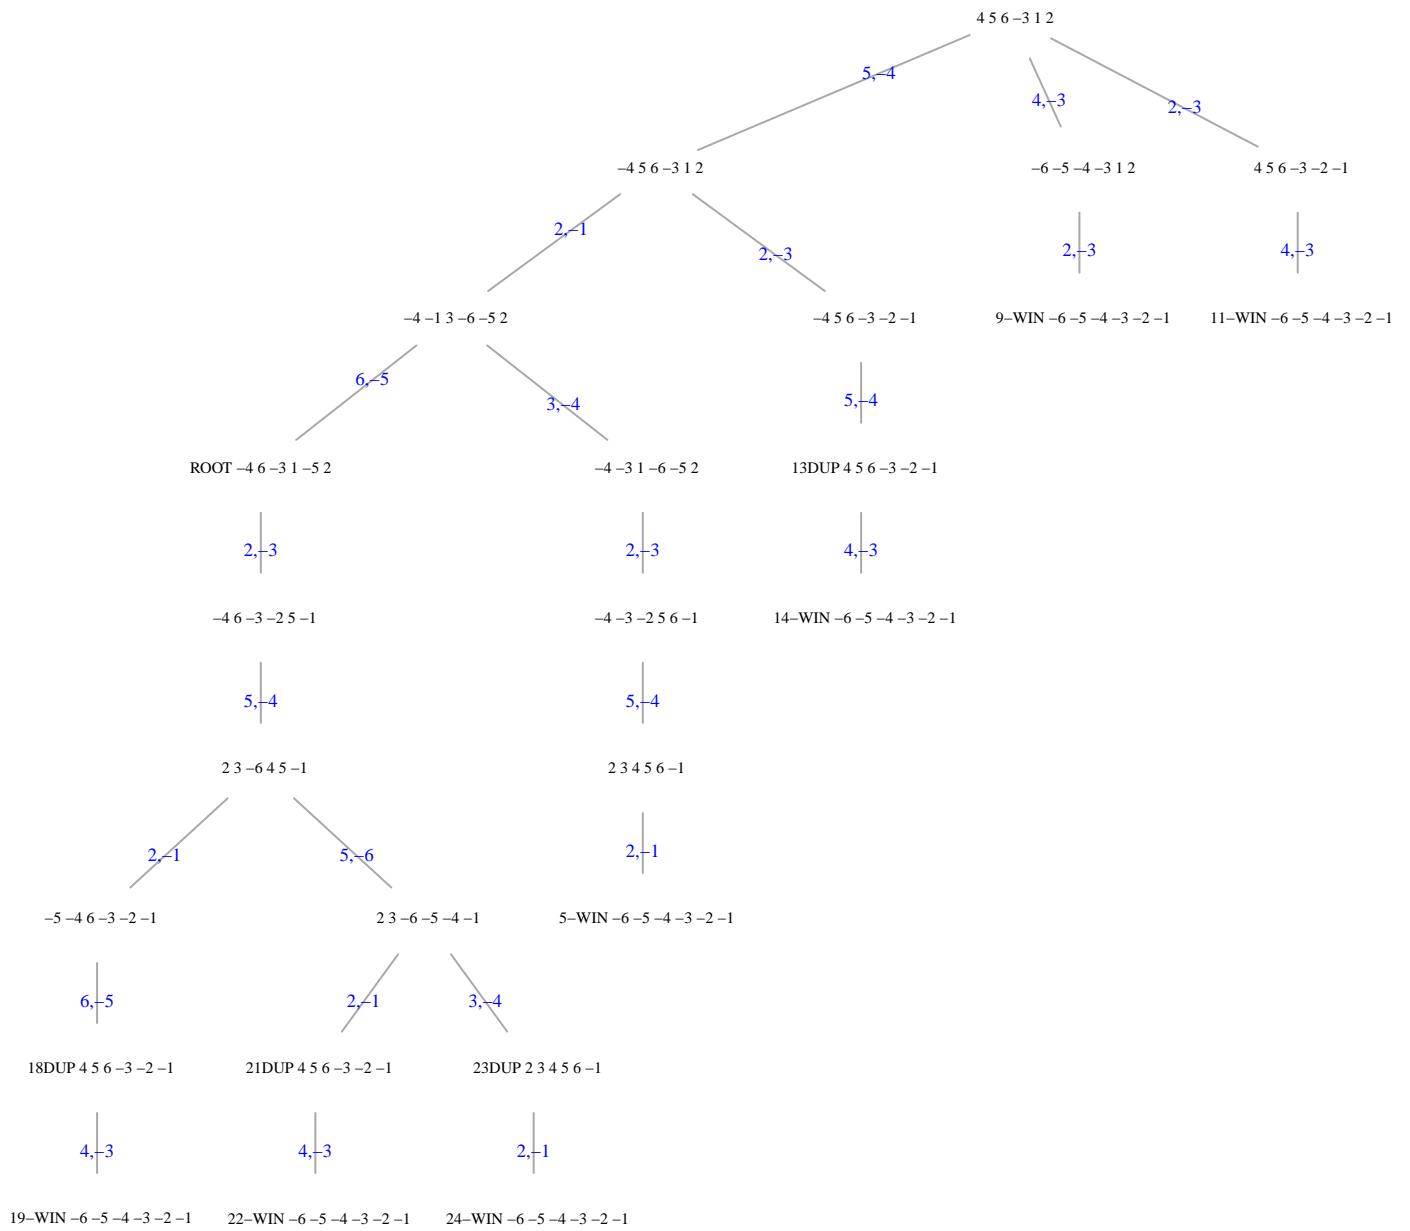 4 5 6 −3 1 2
5,−4
4,−3
2,−3
−4 5 6 −3 1 2
−6 −5 −4 −3 1 2
4 5 6 −3 −2 −1
2,−1
2,−3
2,−3
4,−3
−4 −1 3 −6 −5 2
−4 5 6 −3 −2 −1
9−WIN −6 −5 −4 −3 −2 −1
11−WIN −6 −5 −4 −3 −2 −1
6,−5
3,−4
5,−4
ROOT −4 6 −3 1 −5 2
−4 −3 1 −6 −5 2
13DUP 4 5 6 −3 −2 −1
2,−3
2,−3
4,−3
−4 6 −3 −2 5 −1
−4 −3 −2 5 6 −1
14−WIN −6 −5 −4 −3 −2 −1
5,−4
5,−4
2 3 −6 4 5 −1
2 3 4 5 6 −1
2,−1
5,−6
2,−1
−5 −4 6 −3 −2 −1
2 3 −6 −5 −4 −1
5−WIN −6 −5 −4 −3 −2 −1
6,−5
2,−1
3,−4
18DUP 4 5 6 −3 −2 −1
21DUP 4 5 6 −3 −2 −1
23DUP 2 3 4 5 6 −1
4,−3
4,−3
2,−1
19−WIN −6 −5 −4 −3 −2 −1
22−WIN −6 −5 −4 −3 −2 −1
24−WIN −6 −5 −4 −3 −2 −1